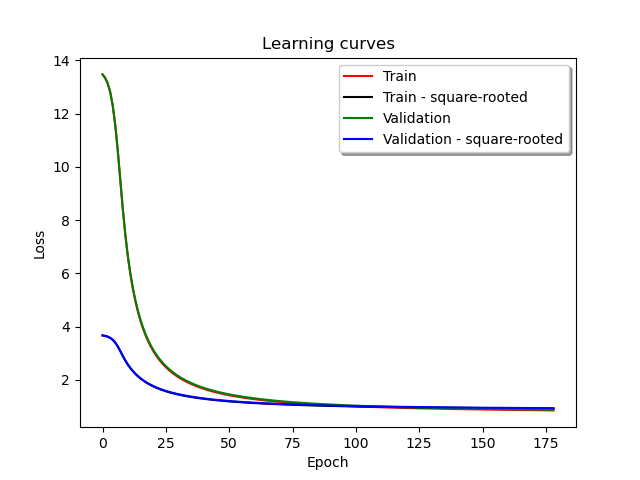 Learning curves
Train
Train - square-rooted
Validation
Validation - square-rooted
14
12
10
8
6
4
2
Loss
0 25 50 75 100 125 150 175
Epoch